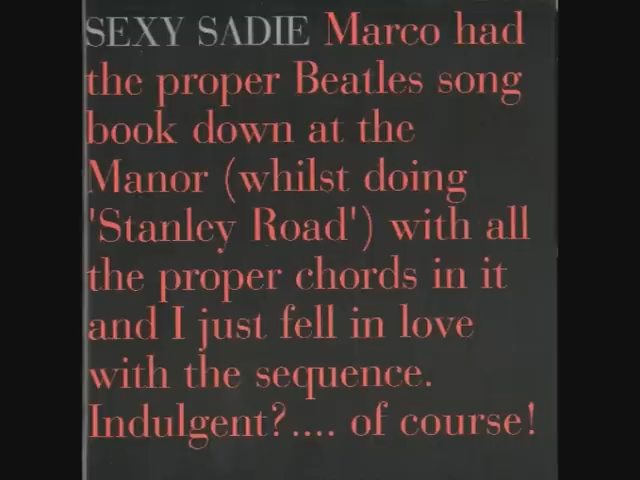 SEXY SADIE Marco had
the proper Beatles song
book down at the
Manor (whilst doing
'Stanley Road') with all
the proper chords in it
and I just fell in love
with the sequence.
Indulgent?.... of course!